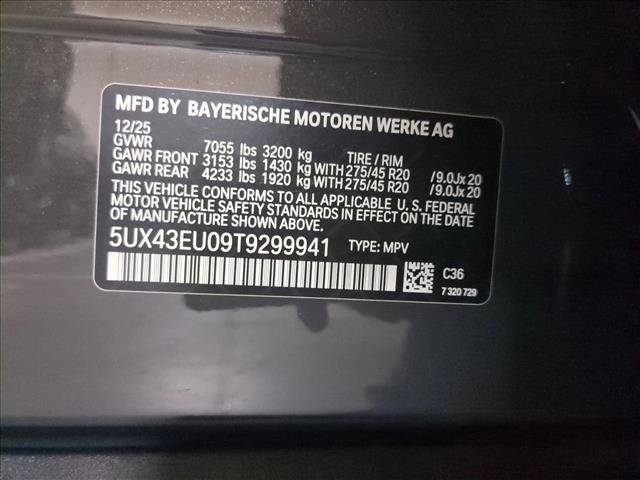 MFD BY BAYERISCHE MOTOREN WERKE AG
12/25
GVWR 7055 lbs 3200 kg TIRE / RIM
GAWR FRONT 3153 lbs 1430 kg WITH 275/45 R20 /9.0Jx 20
GAWR REAR 4233 lbs 1920 kg WITH 275/45 R20 /9.0Jx 20
THIS VEHICLE CONFORMS TO ALL APPLICABLE U. S. FEDERAL
MOTOR VEHICLE SAFETY STANDARDS IN EFFECT ON THE DATE
OF MANUFACTURE SHOWN ABOVE.
5UX43EU09T9299941 TYPE: MPV
C36
7 320 729